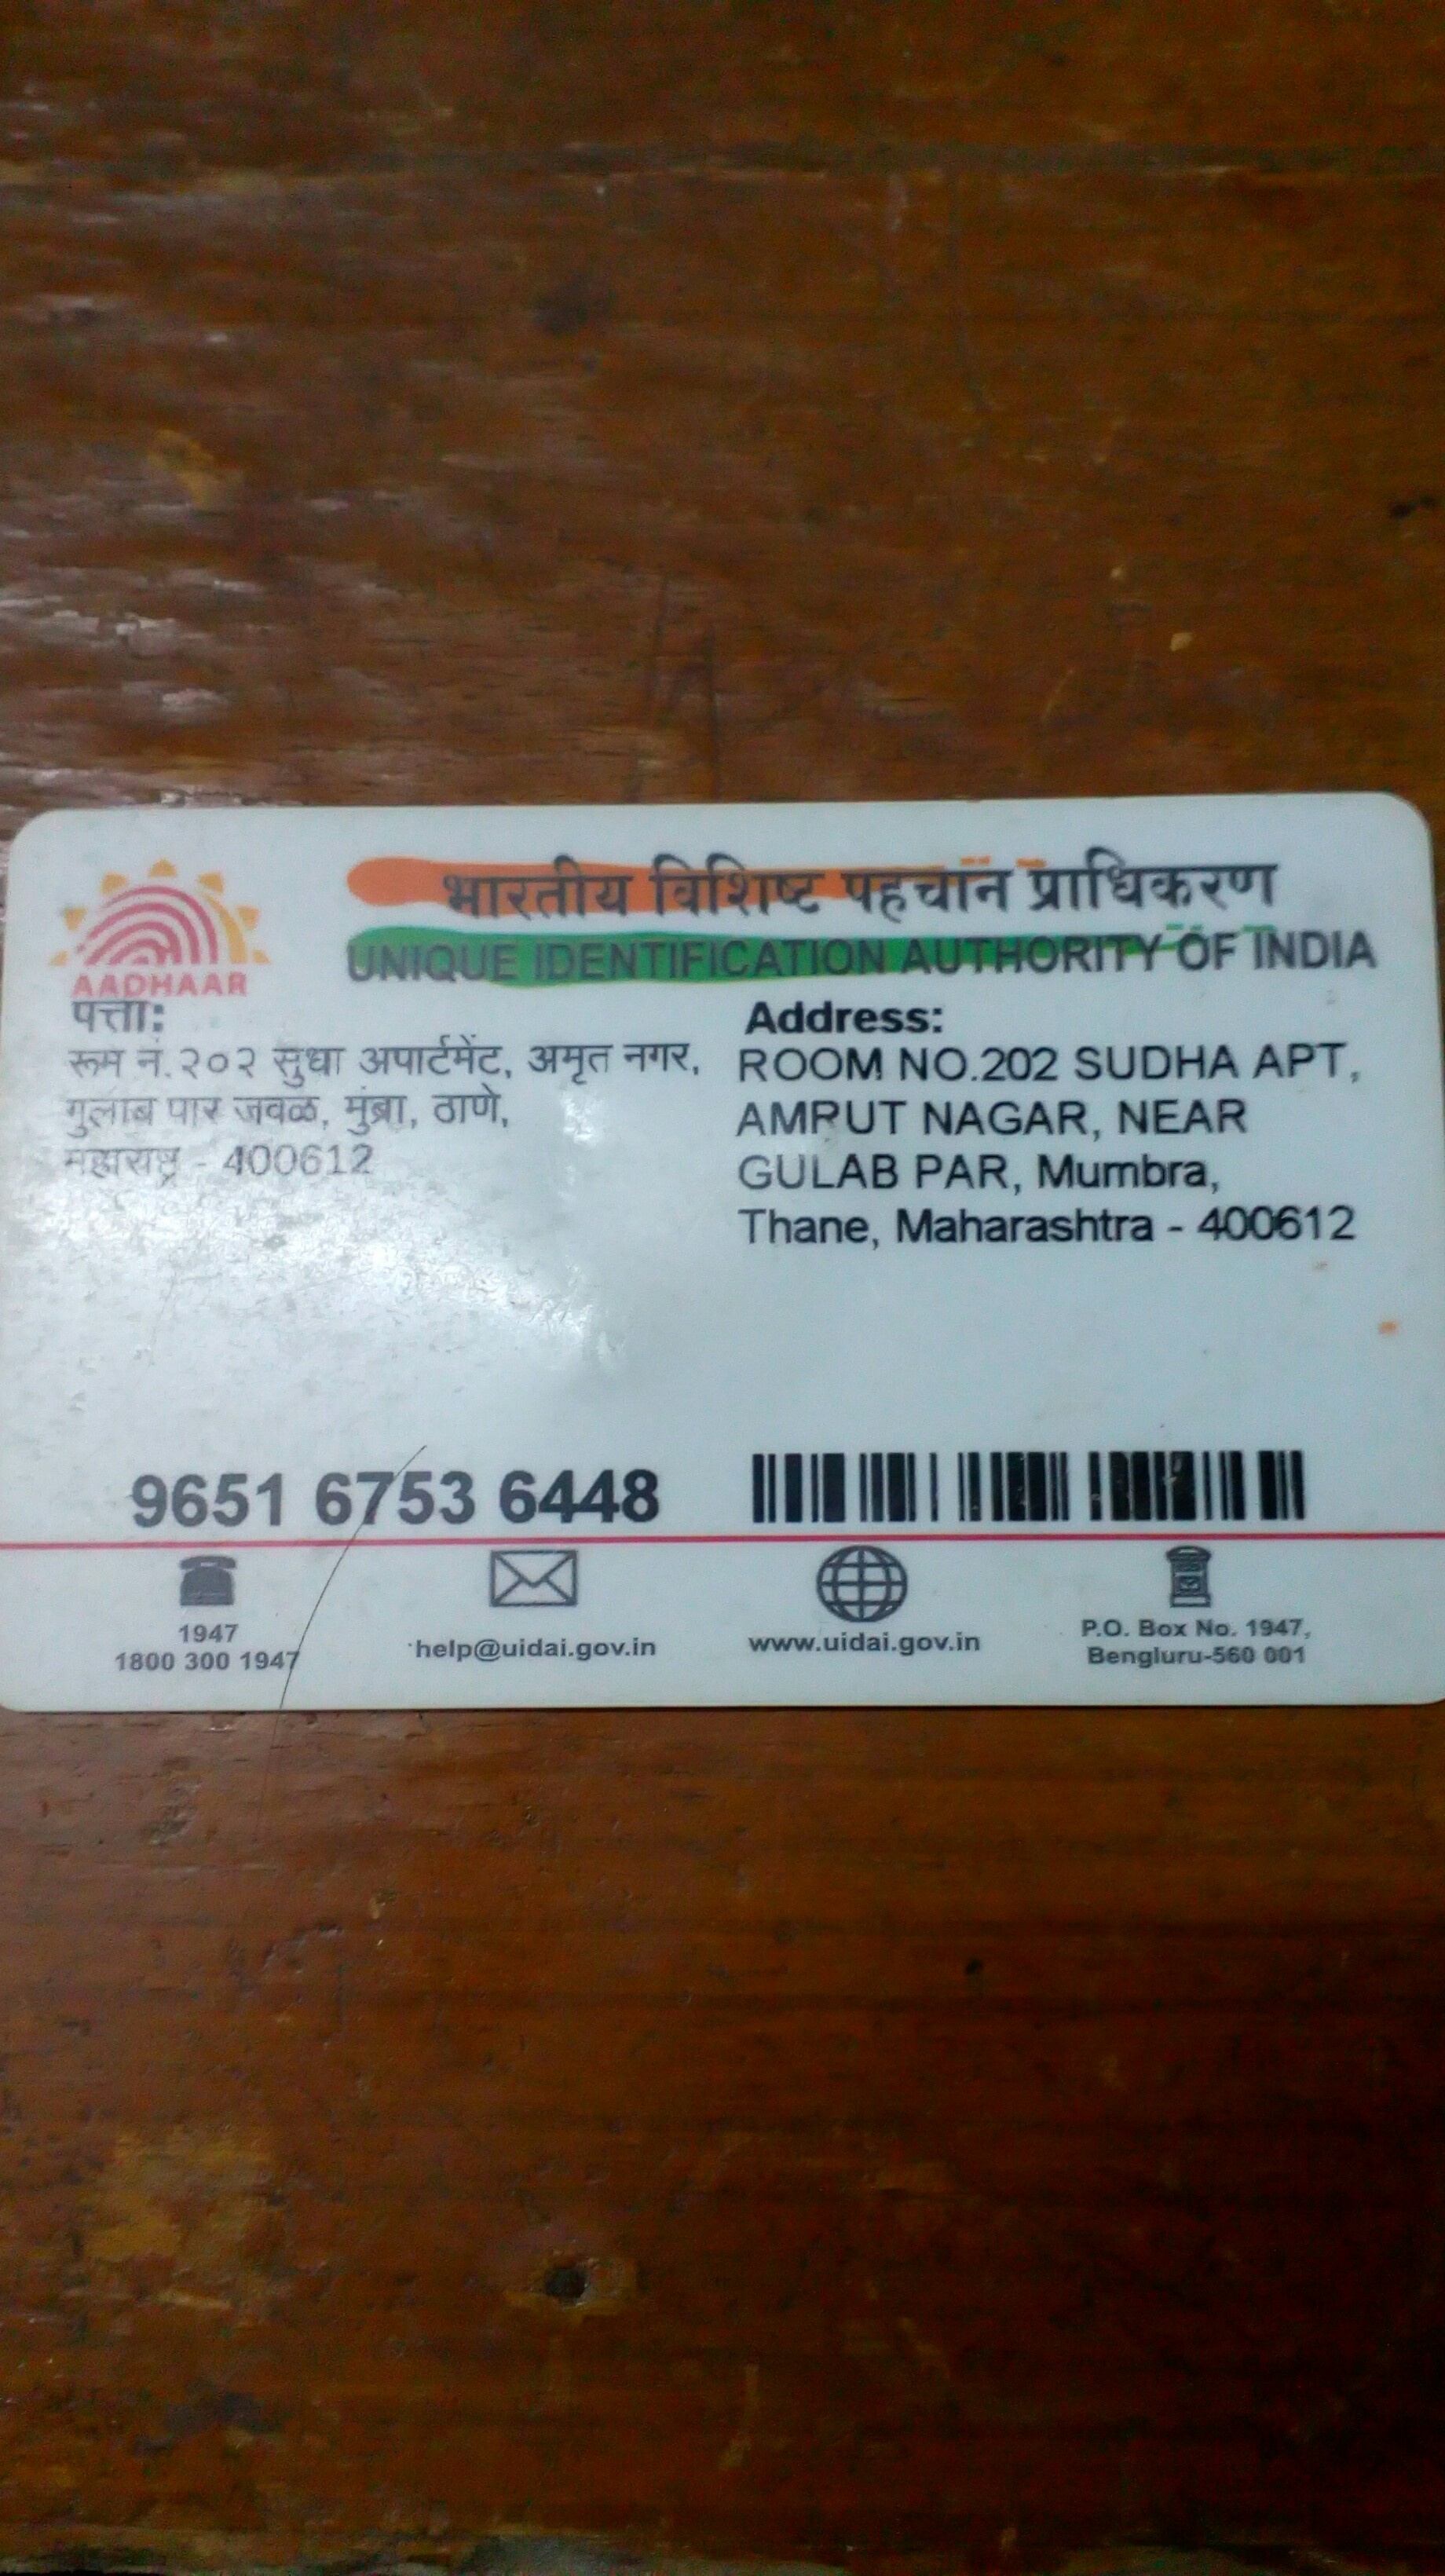 भारतीय विशिष्ट पहचान प्राधिकरण
UNIQUE IDENTIFICATION AUTHORITY OF INDIA
AADHAAR
पत्ता:
रूम नं.२०२ सुधा अपार्टमेंट, अमृत नगर,
गुलाब पार जवळ, मुंब्रा, ठाणे,
महाराष्ट्र - 400612
Address:
ROOM NO.202 SUDHA APT,
AMRUT NAGAR, NEAR
GULAB PAR, Mumbra,
Thane, Maharashtra - 400612
9651 6753 6448
1947
1800 300 1947
help@uidai.gov.in
www.uidai.gov.in
P.O. Box No. 1947,
Bengluru-560 001